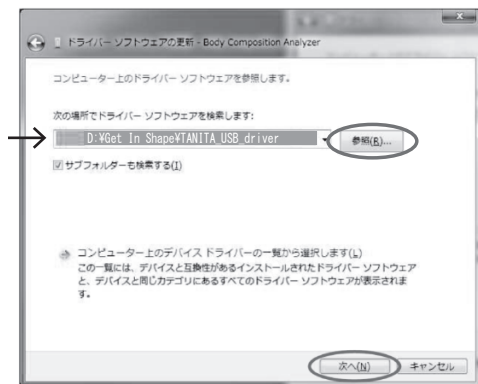 ドライバー ソフトウェアの更新 - Body Composition Analyzer
コンピューター上のドライバー ソフトウェアを参照します。
次の場所でドライバー ソフトウェアを検索します:
D:¥Get In Shape¥TANITA_USB_driver
参照(R)...
サブフォルダーも検索する(I)
コンピューター上のデバイス ドライバーの一覧から選択します(L)
この一覧には、デバイスと互換性があるインストールされたドライバー ソフトウェア
と、デバイスと同じカテゴリにあるすべてのドライバー ソフトウェアが表示されま
す。
次へ(N)
キャンセル